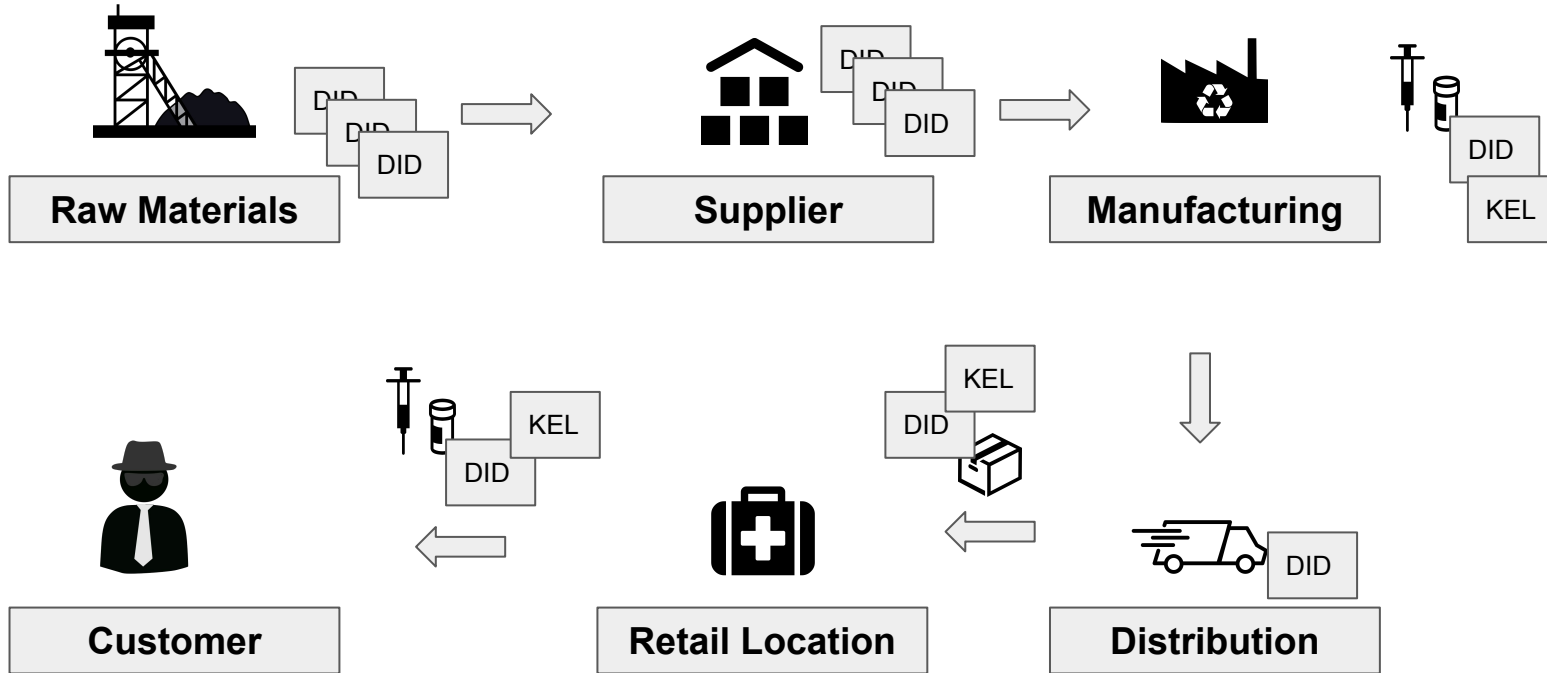 DID
DID
DID
DID
DID
DID
DID
KEL
Raw Materials
Supplier
Manufacturing
KEL
DID
KEL
DID
DID
Customer
Retail Location
Distribution